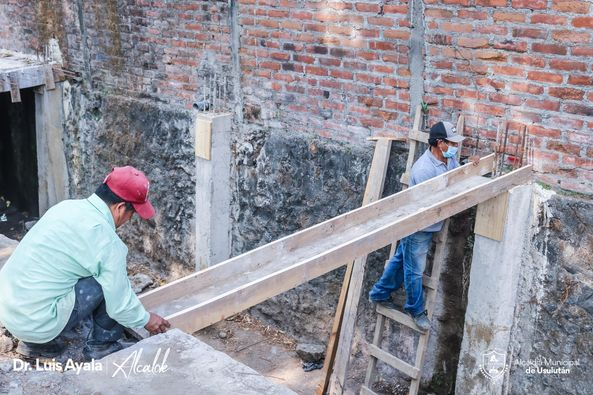 Dr. Luis Ayala
Alcalde
Alcaldía Municipal
de Usulután